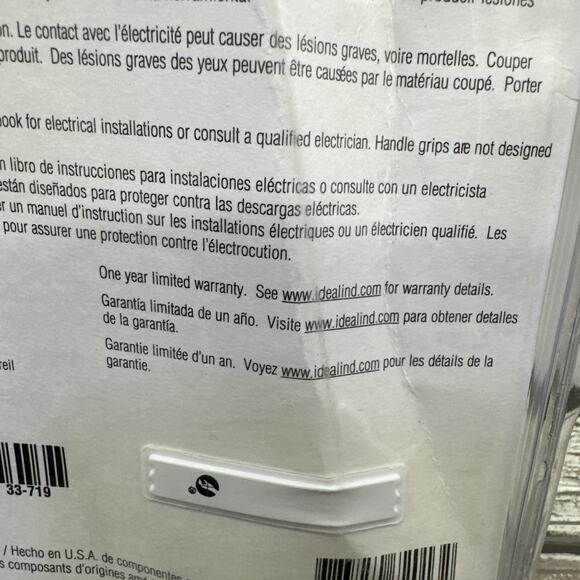 on. Le contact avec l'électricité peut causer des lésions graves, voire mortelles. Couper
produit. Des lésions graves des yeux peuvent être causées par le matériau coupé. Porter
book for electrical installations or consult a qualified electrician. Handle grips are not designed
n libro de instrucciones para instalaciones eléctricas o consulte con un electricista
están diseñados para proteger contra las descargas eléctricas.
er un manuel d'instruction sur les installations électriques ou un électricien qualifié. Les
pour assurer une protection contre l'électrocution.
One year limited warranty. See www.idealind.com for warranty details.
Garantía limitada de un año. Visite www.idealind.com para obtener detalles
de la garantía.
Garantie limitée d'un an. Voyez www.idealind.com pour les détails de la
garantie.
reil
33-719
/ Hecho en U.S.A. de componentes
s composants d'origines